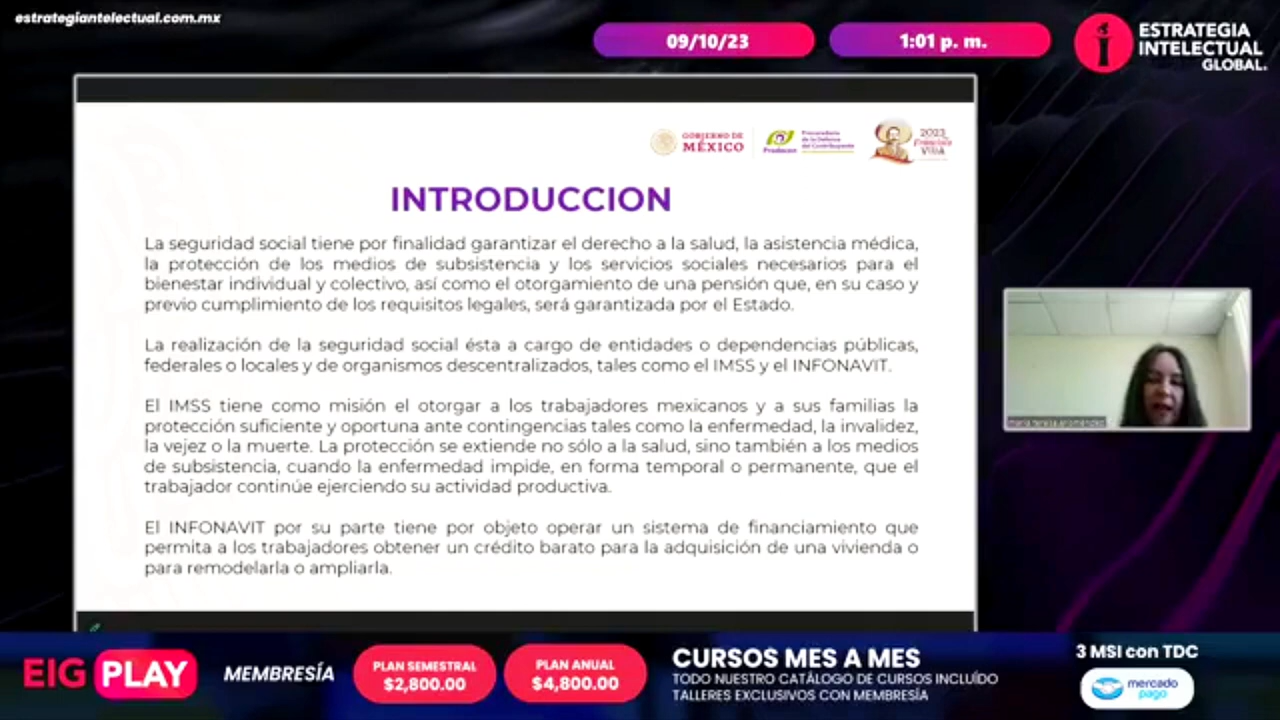 estrategiantelectual.com.mx
09/10/23
1:01 p. m.
ESTRATEGIA
INTELECTUAL
GLOBAL.
GOBIERNO DE
MÉXICO
Prodecon
Procuraduría
de la Defensa
del Contribuyente
2023
Francisco
VILLA
INTRODUCCION
La seguridad social tiene por finalidad garantizar el derecho a la salud, la asistencia médica,
la protección de los medios de subsistencia y los servicios sociales necesarios para el
bienestar individual y colectivo, así como el otorgamiento de una pensión que, en su caso y
previo cumplimiento de los requisitos legales, será garantizada por el Estado.
La realización de la seguridad social ésta a cargo de entidades o dependencias públicas,
federales o locales y de organismos descentralizados, tales como el IMSS y el INFONAVIT.
El IMSS tiene como misión el otorgar a los trabajadores mexicanos y a sus familias la
protección suficiente y oportuna ante contingencias tales como la enfermedad, la invalidez,
la vejez o la muerte. La protección se extiende no sólo a la salud, sino también a los medios
de subsistencia, cuando la enfermedad impide, en forma temporal o permanente, que el
trabajador continúe ejerciendo su actividad productiva.
El INFONAVIT por su parte tiene por objeto operar un sistema de financiamiento que
permita a los trabajadores obtener un crédito barato para la adquisición de una vivienda o
para remodelarla o ampliarla.
EIG PLAY
MEMBRESÍA
PLAN SEMESTRAL
$2,800.00
PLAN ANUAL
$4,800.00
CURSOS MES A MES
TODO NUESTRO CATÁLOGO DE CURSOS INCLUÍDO
TALLERES EXCLUSIVOS CON MEMBRESÍA
3 MSI con TDC
mercado
pago